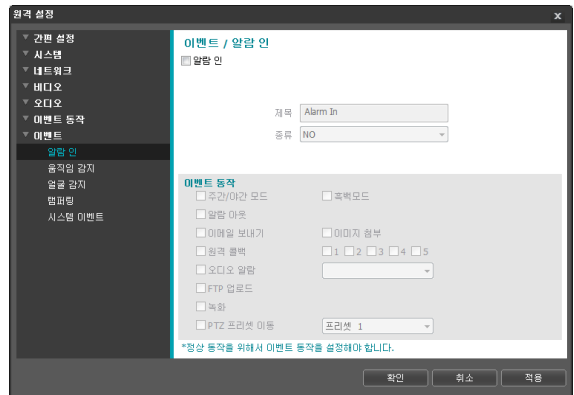 원격 설정
x
간편 설정
시스템
네트워크
비디오
오디오
이벤트 동작
이벤트
알람 인
움직임 감지
얼굴 감지
탬퍼링
시스템 이벤트
이벤트 / 알람 인
알람 인
제목 Alarm In
종류 NO
이벤트 동작
주간/야간 모드 흑백모드
알람 아웃
이메일 보내기 이미지 첨부
원격 콜백 1 2 3 4 5
오디오 알람
FTP 업로드
녹화
PTZ 프리셋 이동 프리셋 1
*정상 동작을 위해서 이벤트 동작을 설정해야 합니다.
확인 취소 적용